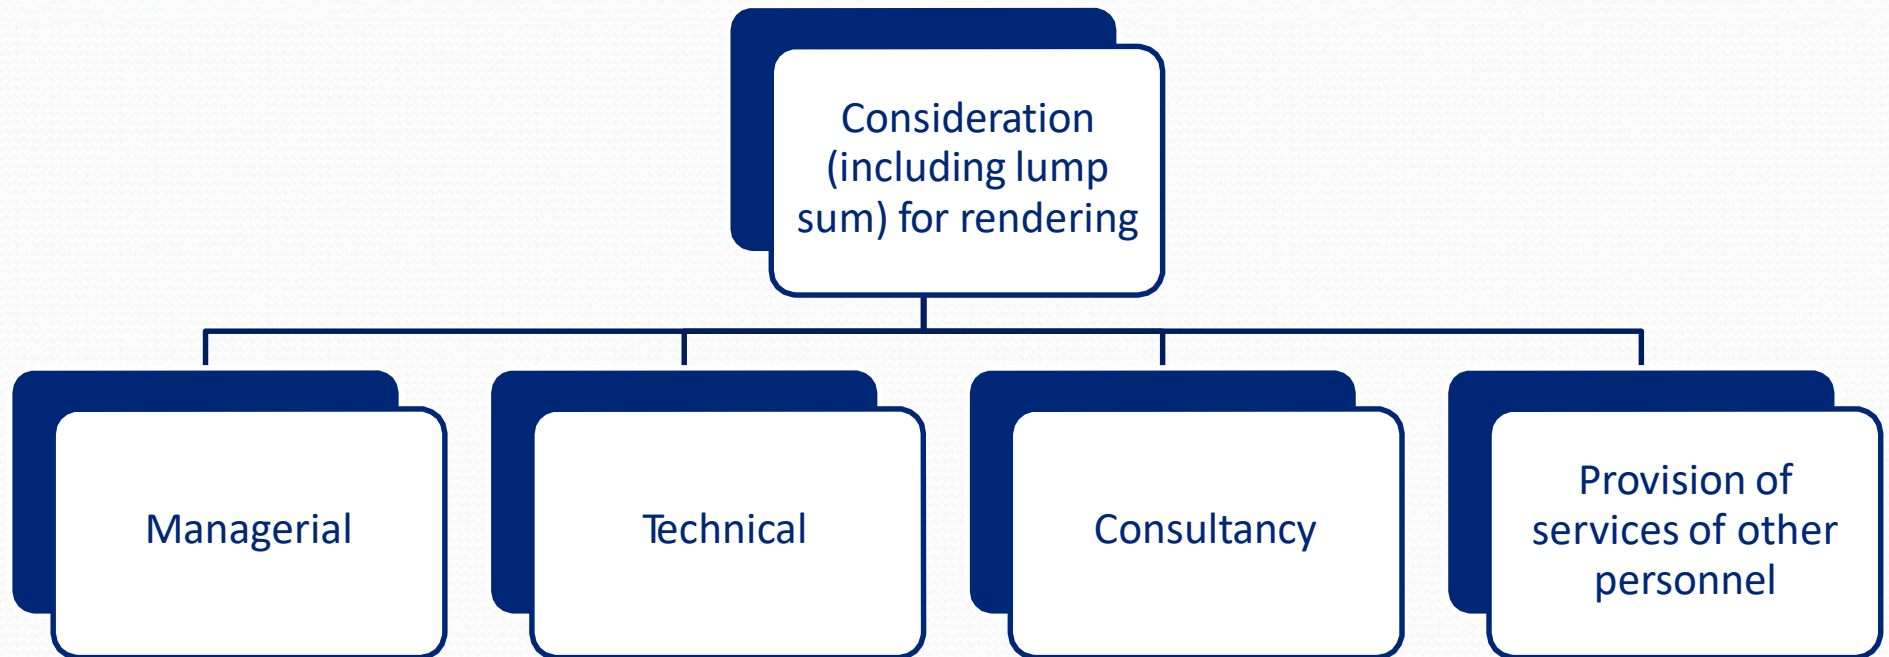 Consideration
(including lump
sum) for rendering
Managerial
Technical
Consultancy
Provision of
services of other
personnel